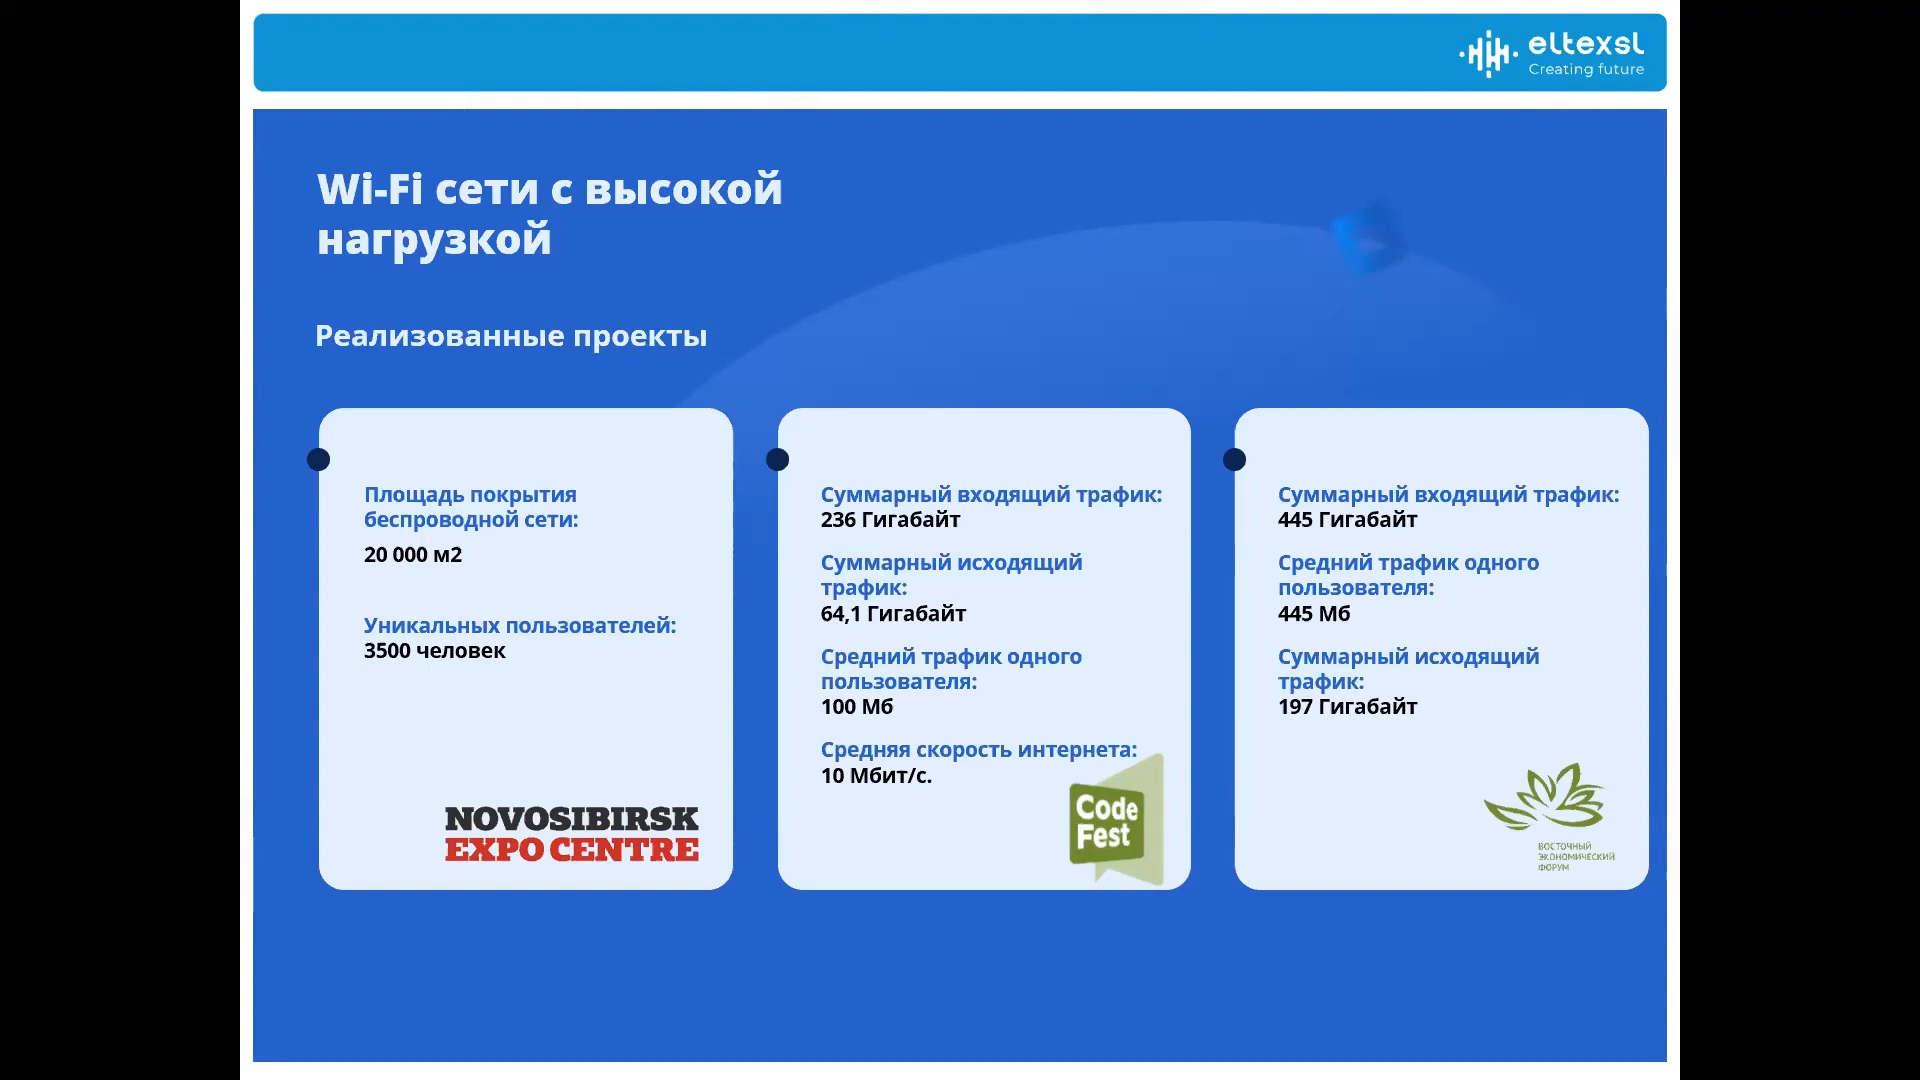 eltexsl
Creating future
Wi-Fi сети с высокой
нагрузкой
Реализованные проекты
Площадь покрытия
беспроводной сети:
20 000 м2
Уникальных пользователей:
3500 человек
NOVOSIBIRSK
EXPO CENTRE
Суммарный входящий трафик:
236 Гигабайт
Суммарный исходящий
трафик:
64,1 Гигабайт
Средний трафик одного
пользователя:
100 Мб
Средняя скорость интернета:
10 Мбит/с.
Code
Fest
Суммарный входящий трафик:
445 Гигабайт
Средний трафик одного
пользователя:
445 Мб
Суммарный исходящий
трафик:
197 Гигабайт
ВОСТОЧНЫЙ
ЭКОНОМИЧЕСКИЙ
ФОРУМ